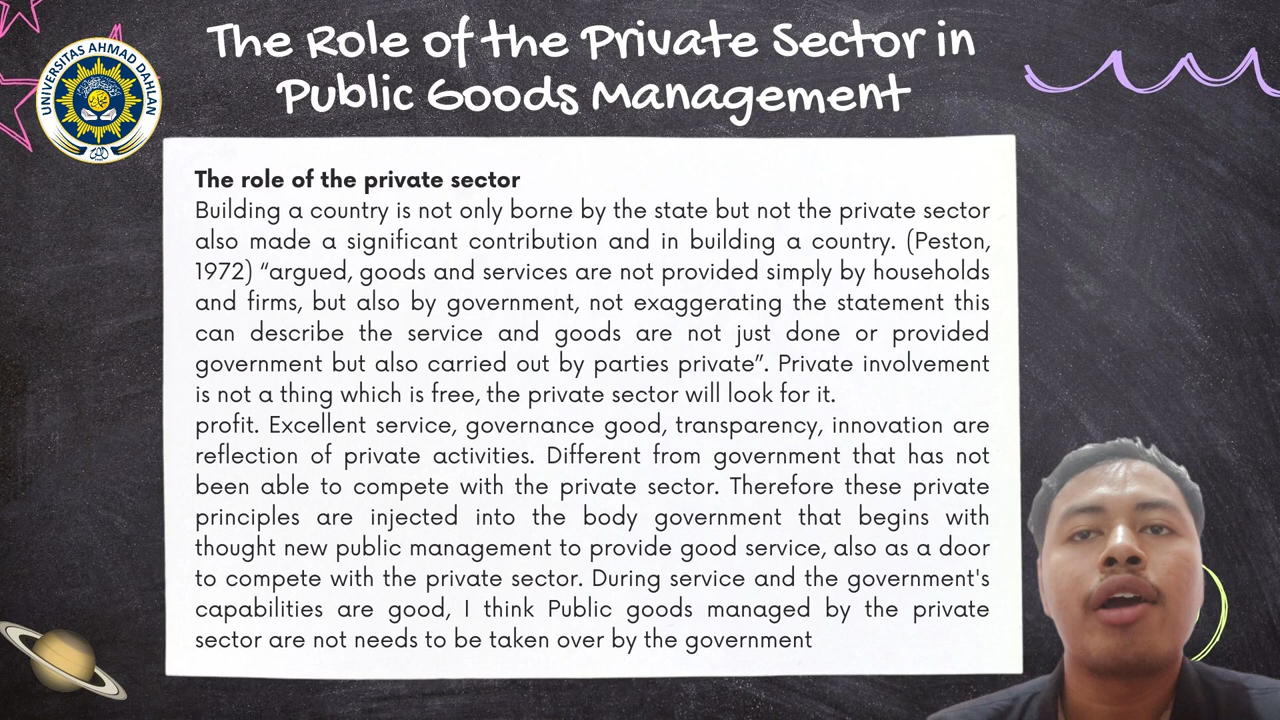 The Role of the Private Sector in
Public Goods Management
UNIVERSITAS AHMAD DAHLAN
The role of the private sector
Building a country is not only borne by the state but not the private sector
also made a significant contribution and in building a country. (Peston,
1972) “argued, goods and services are not provided simply by households
and firms, but also by government, not exaggerating the statement this
can describe the service and goods are not just done or provided
government but also carried out by parties private”. Private involvement
is not a thing which is free, the private sector will look for it.
profit. Excellent service, governance good, transparency, innovation are
reflection of private activities. Different from government that has not
been able to compete with the private sector. Therefore these private
principles are injected into the body government that begins with
thought new public management to provide good service, also as a door
to compete with the private sector. During service and the government's
capabilities are good, I think Public goods managed by the private
sector are not needs to be taken over by the government